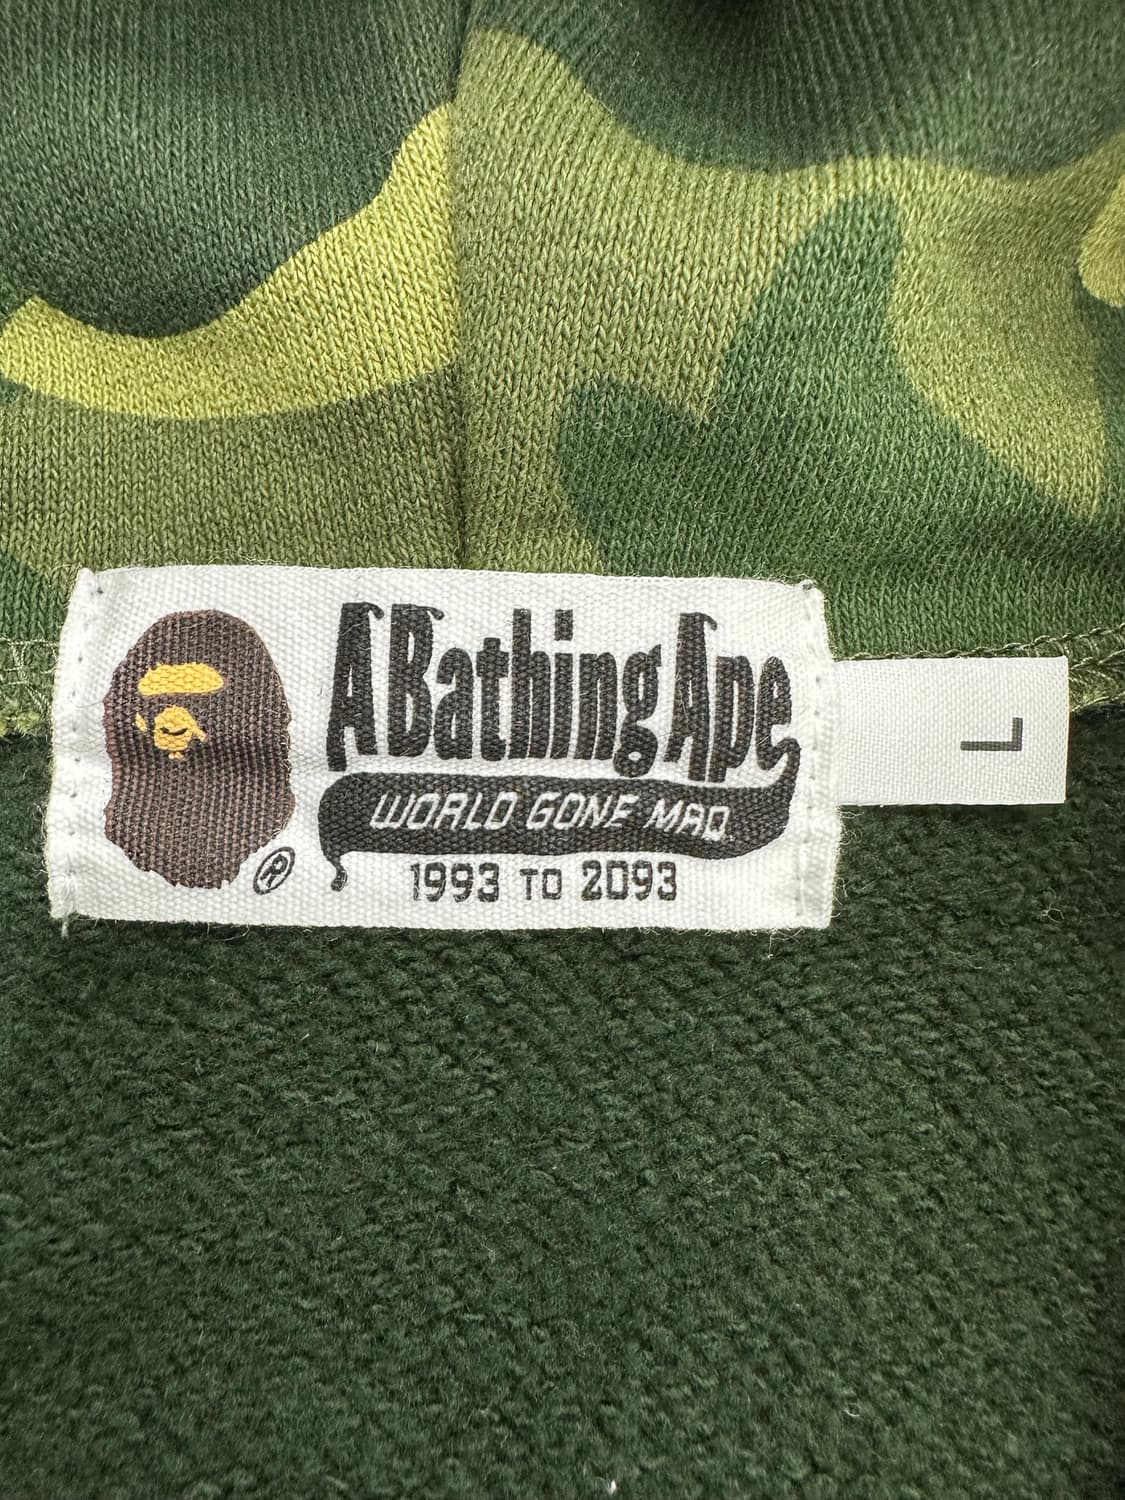 A Bathing Ape
WORLD GONE MAD.
1993 TO 2093
®
L